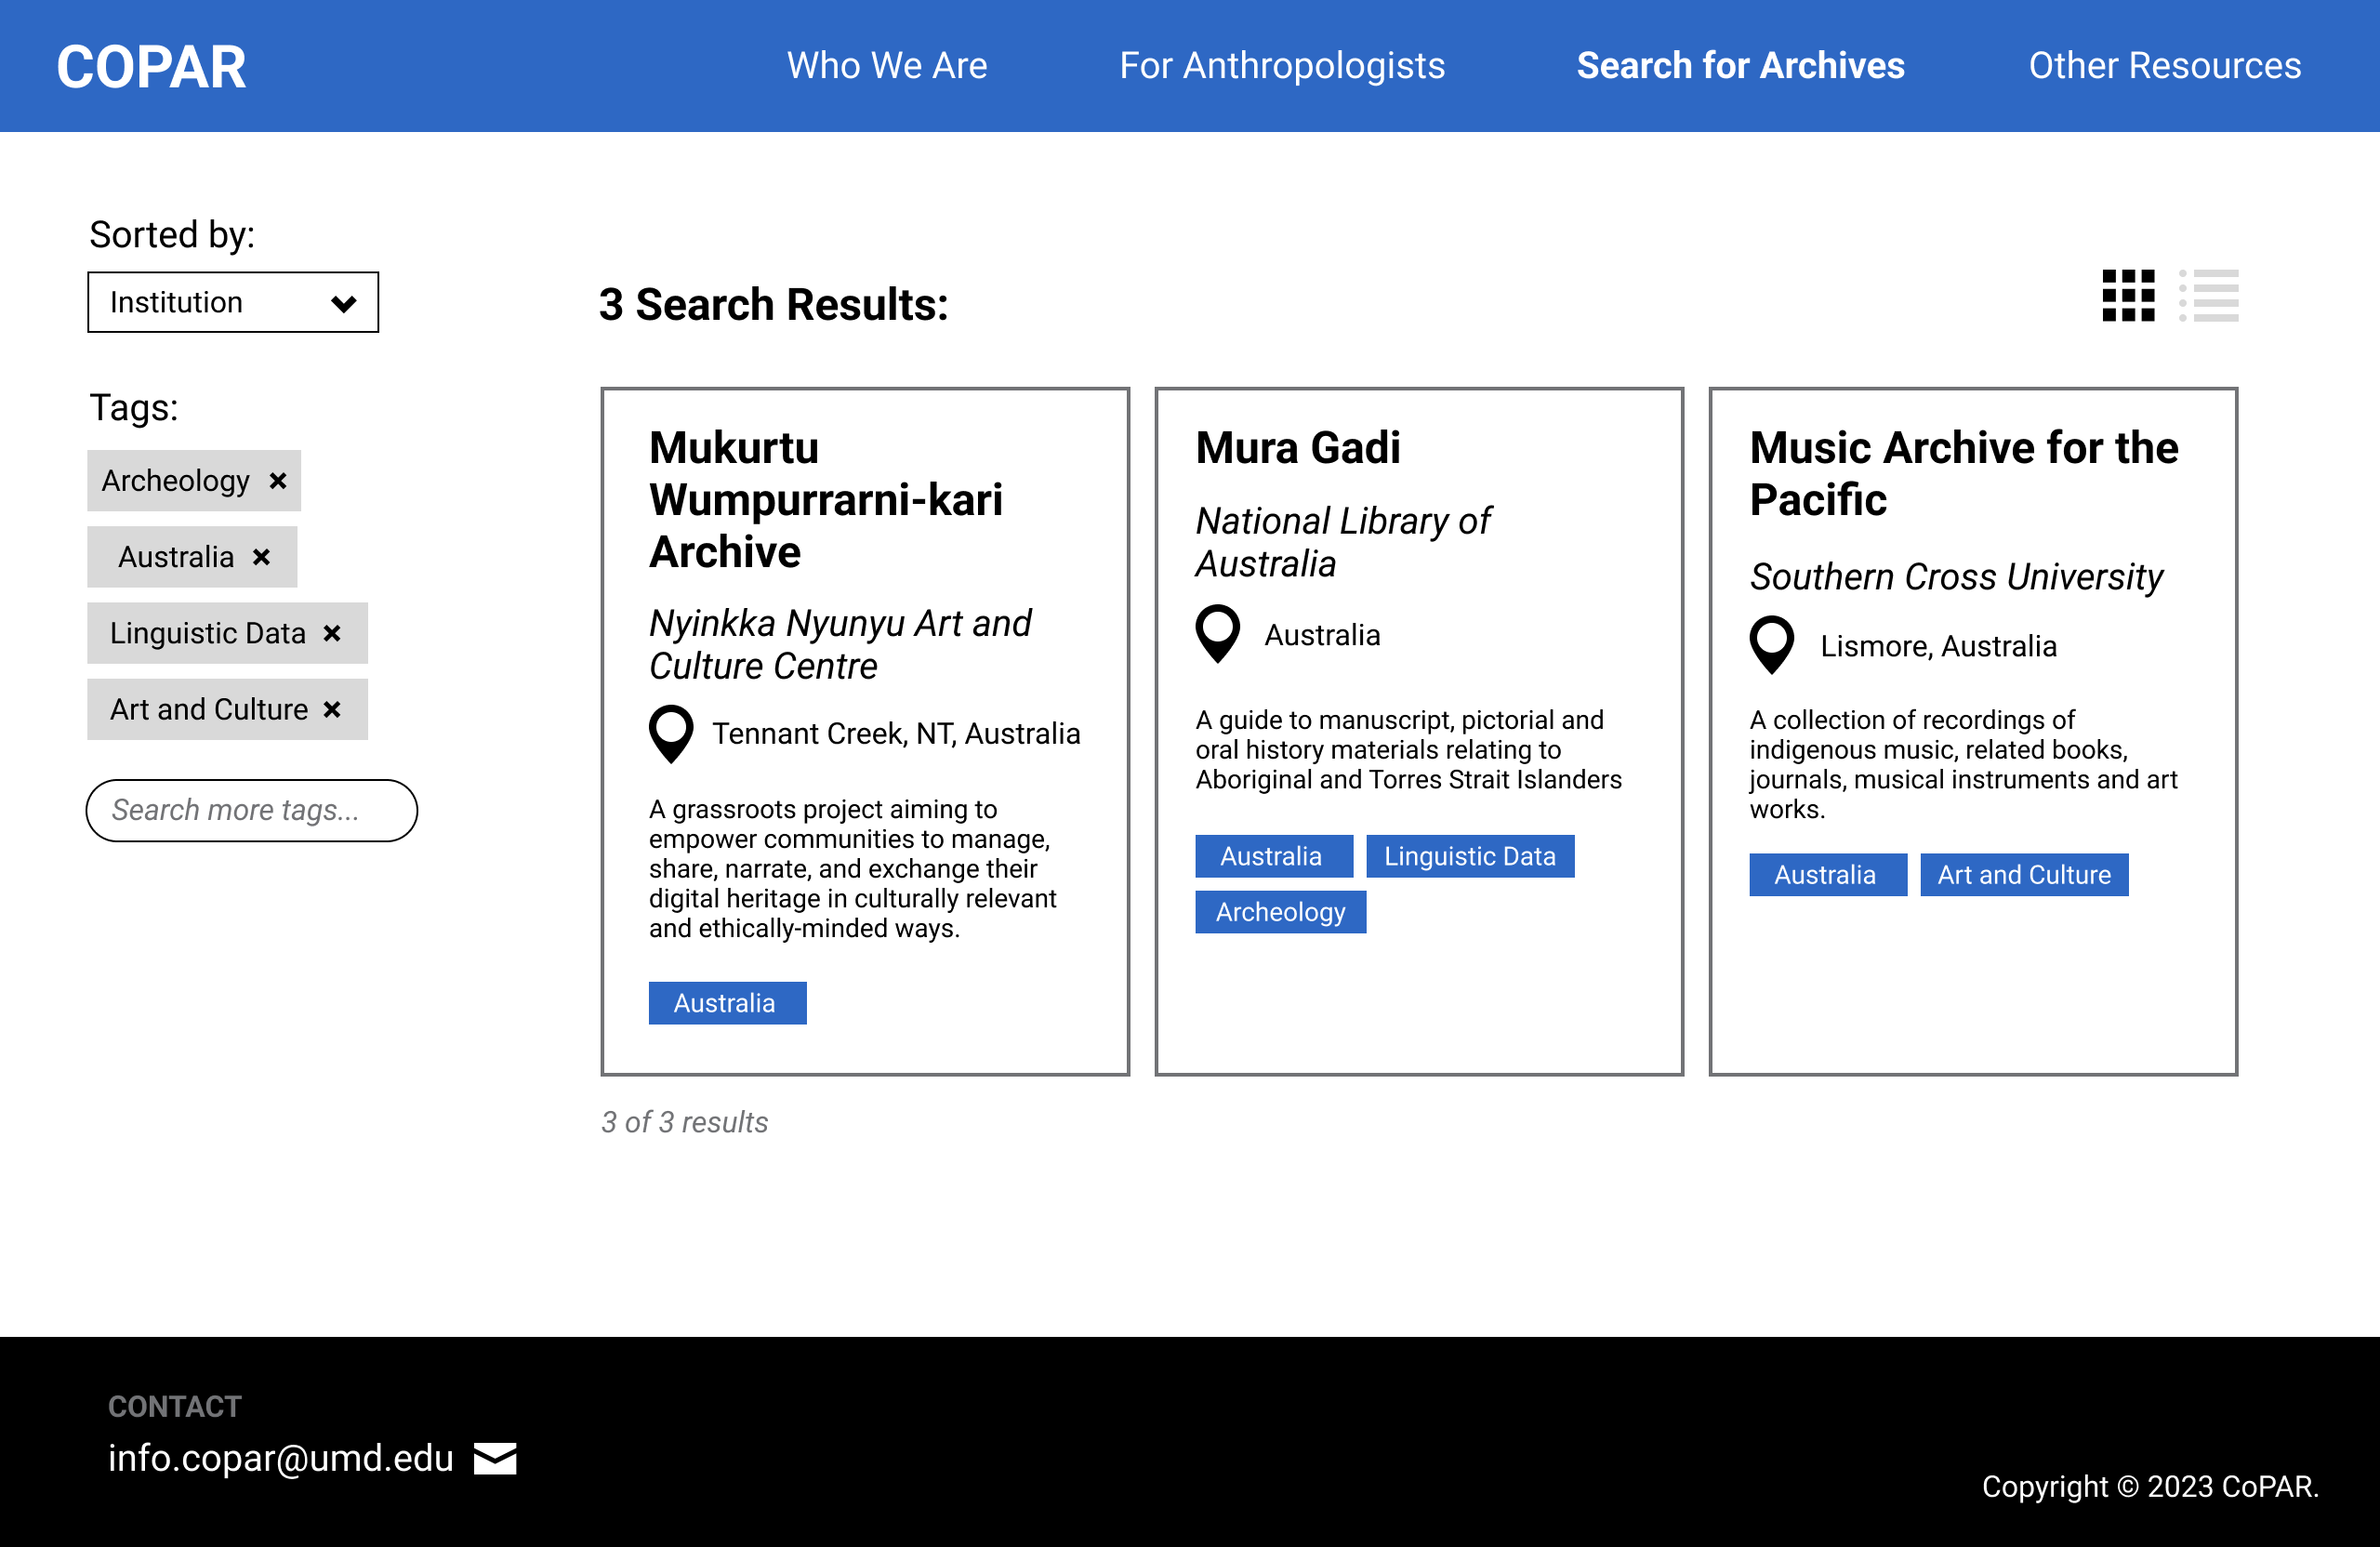 COPAR
Who We Are
For Anthropologists
Search for Archives
Other Resources
Sorted by:
Institution
Tags:
Archeology
Australia
Linguistic Data
Art and Culture
Search more tags...
3 Search Results:
Mukurtu
Wumpurrarni-kari
Archive
Nyinkka Nyunyu Art and
Culture Centre
Tennant Creek, NT, Australia
A grassroots project aiming to
empower communities to manage,
share, narrate, and exchange their
digital heritage in culturally relevant
and ethically-minded ways.
Australia
Mura Gadi
National Library of
Australia
Australia
A guide to manuscript, pictorial and
oral history materials relating to
Aboriginal and Torres Strait Islanders
Australia
Linguistic Data
Archeology
Music Archive for the
Pacific
Southern Cross University
Lismore, Australia
A collection of recordings of
indigenous music, related books,
journals, musical instruments and art
works.
Australia
Art and Culture
3 of 3 results
CONTACT
info.copar@umd.edu
Copyright © 2023 CoPAR.